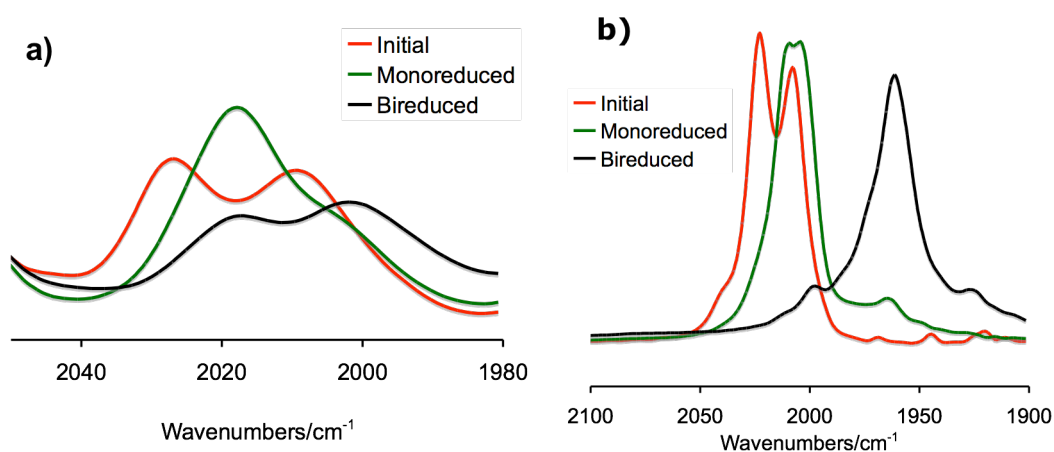 a)
Initial
Monoreduced
Bireduced
2040 2020 2000 1980
Wavenumbers/cm⁻¹
b)
Initial
Monoreduced
Bireduced
2100 2050 2000 1950 1900
Wavenumbers/cm⁻¹